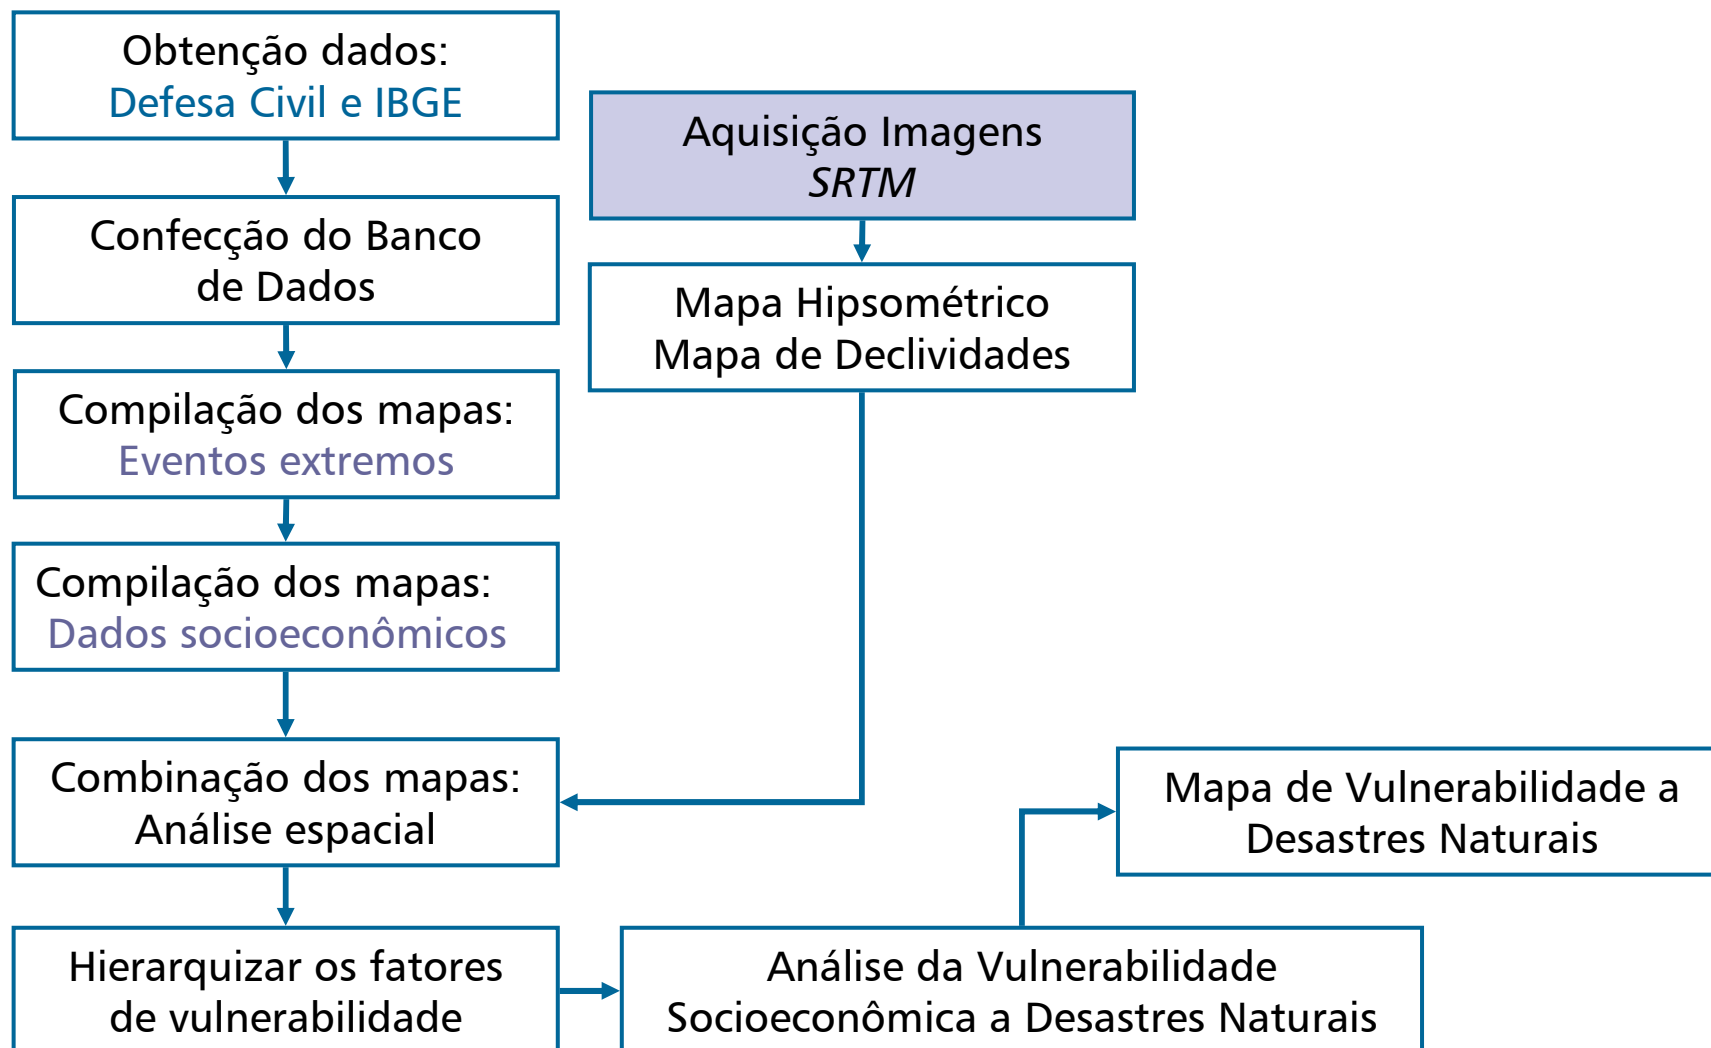 Obtenção dados:
Defesa Civil e IBGE
Aquisição Imagens
SRTM
Confecção do Banco
de Dados
Mapa Hipsométrico
Mapa de Declividades
Compilação dos mapas:
Eventos extremos
Compilação dos mapas:
Dados socioeconômicos
Combinação dos mapas:
Análise espacial
Mapa de Vulnerabilidade a
Desastres Naturais
Hierarquizar os fatores
de vulnerabilidade
Análise da Vulnerabilidade
Socioeconômica a Desastres Naturais